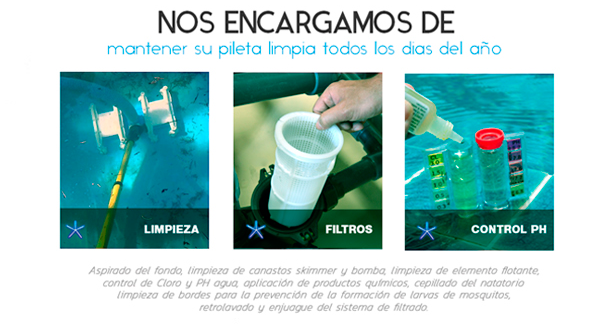 NOS ENCARGAMOS DE
mantener su pileta limpia todos los dias del año
LIMPIEZA
FILTROS
CONTROL PH
Aspirado del fondo, limpieza de canastos skimmer y bomba, limpieza de elemento flotante,
control de Cloro y PH agua, aplicación de productos químicos, cepillado del natatorio
limpieza de bordes para la prevención de la formación de larvas de mosquitos,
retrolavado y enjuague del sistema de filtrado.